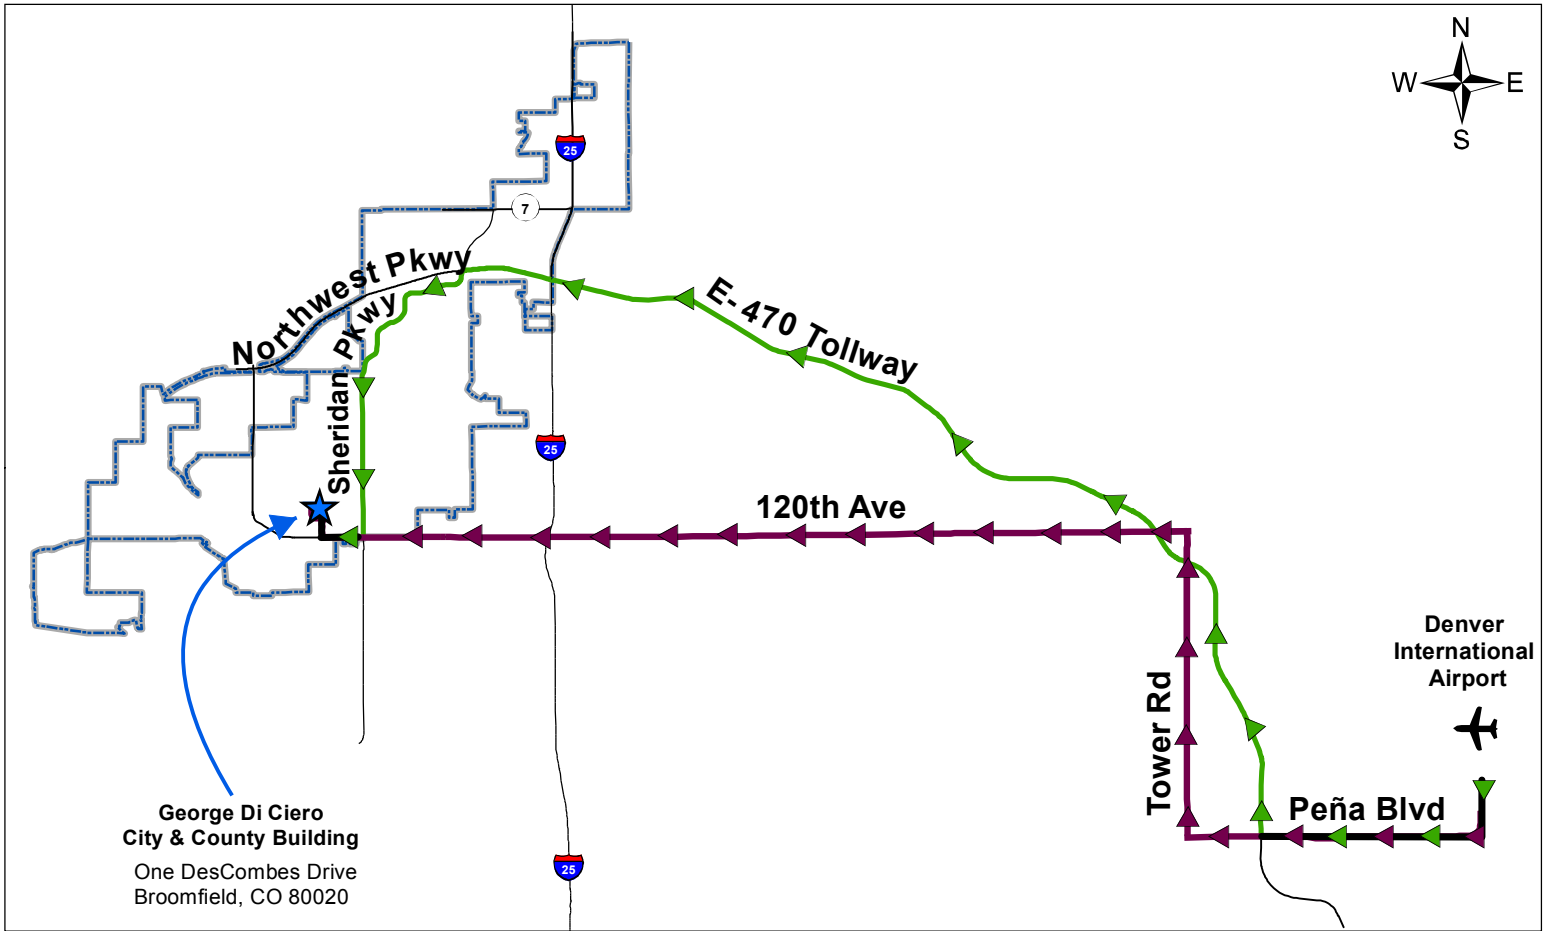 N
W E
S
25
7
Northwest Pkwy
E-470 Tollway
Sheridan Pkwy
25
120th Ave
Denver
International
Airport
Tower Rd
Peña Blvd
George Di Ciero
City & County Building
One DesCombes Drive
Broomfield, CO 80020
25